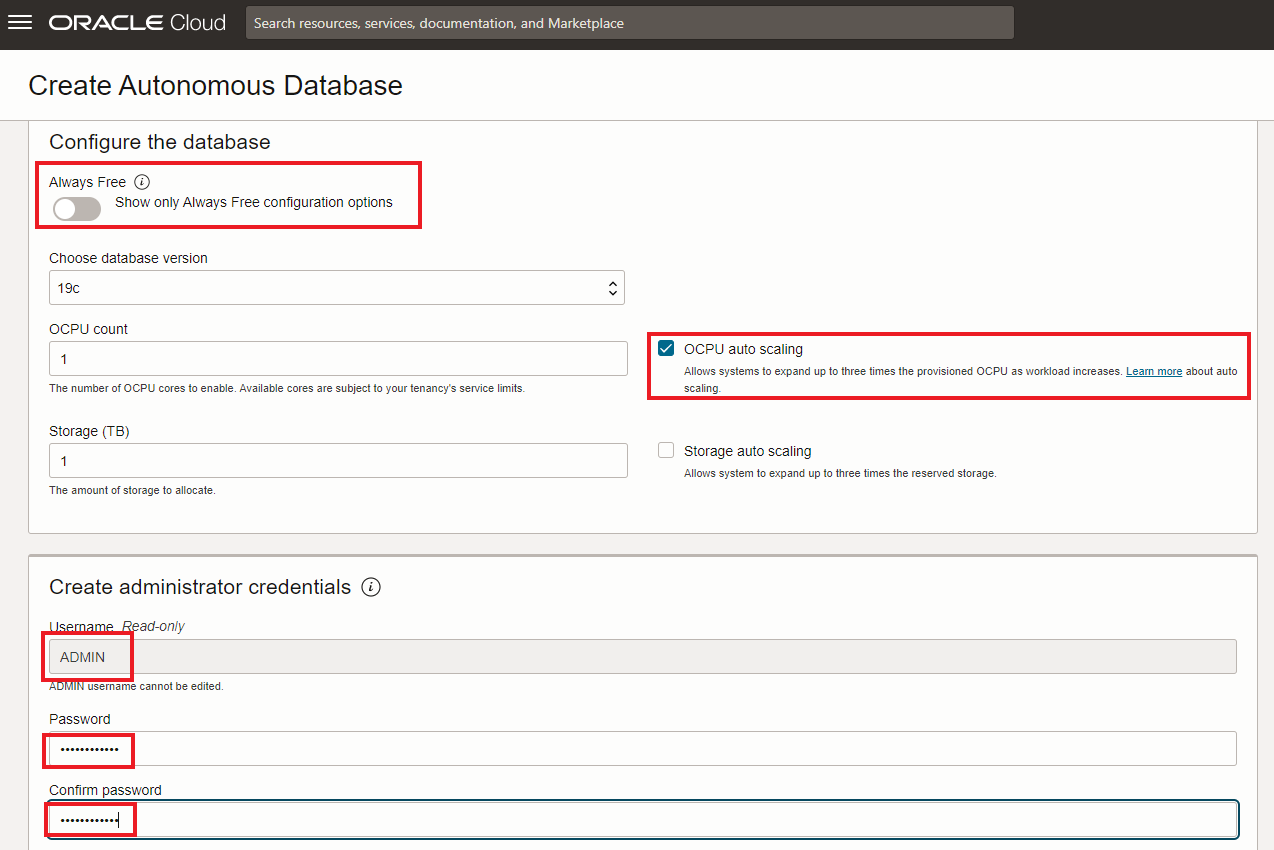 ORACLE Cloud
Search resources, services, documentation, and Marketplace
Create Autonomous Database
Configure the database
Always Free
Show only Always Free configuration options
Choose database version
19c
OCPU count
1
The number of OCPU cores to enable. Available cores are subject to your tenancy's service limits.
OCPU auto scaling
Allows systems to expand up to three times the provisioned OCPU as workload increases. Learn more about auto
scaling.
Storage (TB)
1
The amount of storage to allocate.
Storage auto scaling
Allows system to expand up to three times the reserved storage.
Create administrator credentials
Username Read-only
ADMIN
ADMIN username cannot be edited.
Password
••••••••••••
Confirm password
••••••••••••